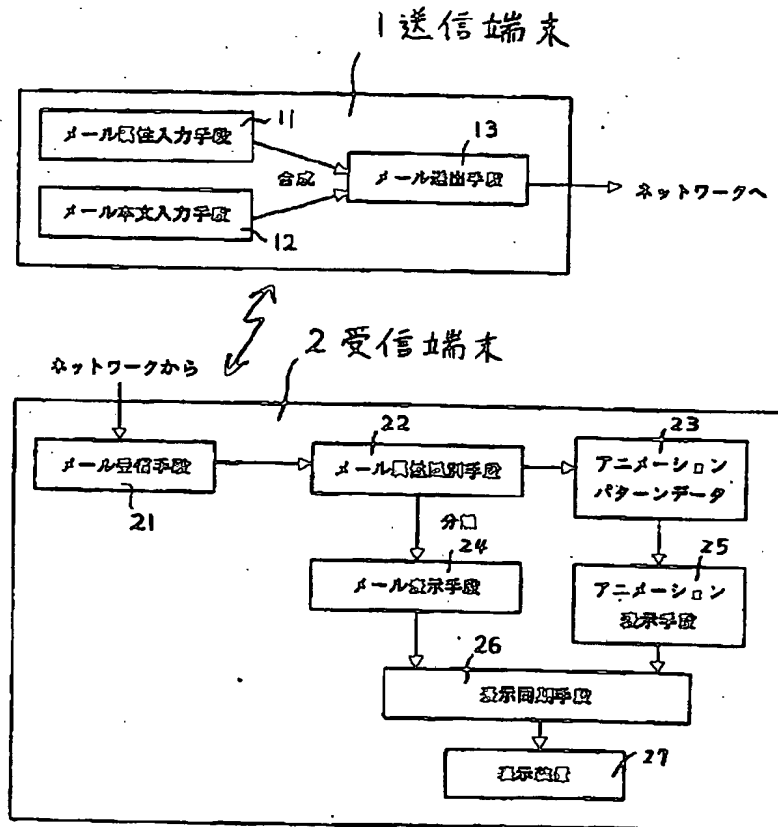 1 送信端末
11
メール属性入力手段
13
合成
メール送出手段
ネットワークへ
メール本文入力手段
12
2 受信端末
ネットワークから
22
23
メール受信手段
メール属性識別手段
アニメーション
パターンデータ
21
分離
24
25
メール表示手段
アニメーション
表示手段
26
表示同期手段
表示装置
27